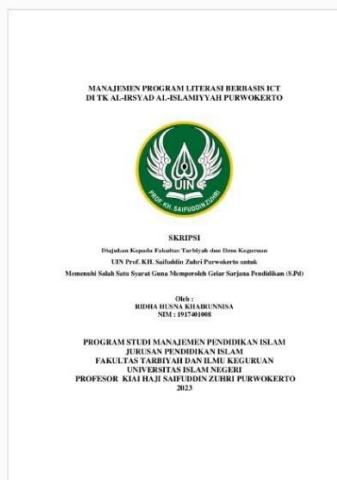 MANAJEMEN PROGRAM LITERASI BERBASIS ICT
DI TK AL-IRSYAD AL-ISLAMIYYAH PURWOKERTO
UIN
PROF. KH. SAIFUDDIN ZUHRI
SKRIPSI
Diajukan Kepada Fakultas Tarbiyah dan Ilmu Keguruan
UIN Prof. KH. Saifuddin Zuhri Purwokerto untuk
Memenuhi Salah Satu Syarat Guna Memperoleh Gelar Sarjana Pendidikan (S.Pd)
Oleh :
RIDHA HUSNA KHAIRUNNISA
NIM : 1917401008
PROGRAM STUDI MANAJEMEN PENDIDIKAN ISLAM
JURUSAN PENDIDIKAN ISLAM
FAKULTAS TARBIYAH DAN ILMU KEGURUAN
UNIVERSITAS ISLAM NEGERI
PROFESOR KIAI HAJI SAIFUDDIN ZUHRI PURWOKERTO
2023